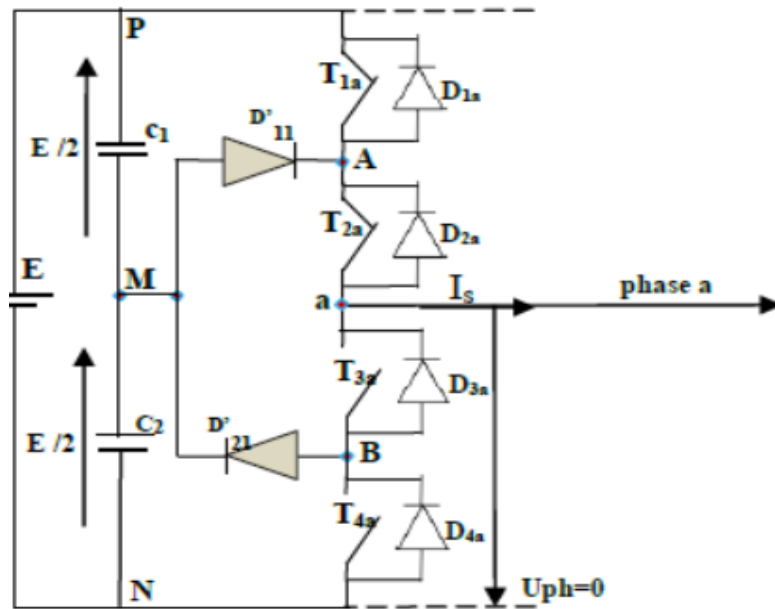 P
T1a
D1a
D'11
c1
E /2
A
T2a
D2a
E
M
a
Is
phase a
T3a
D3a
C2
D'21
E /2
B
T4a
D4a
N
Uph=0